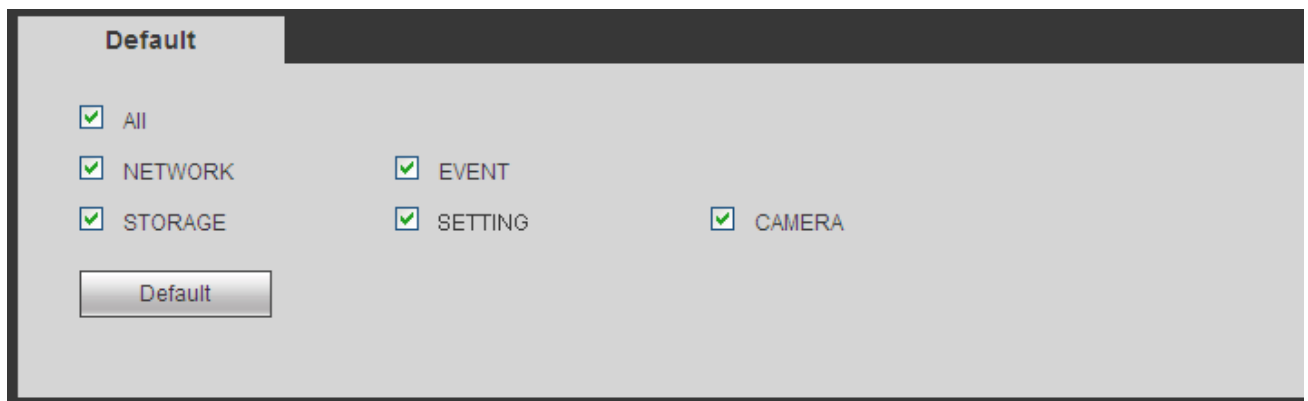 Default
All
NETWORK EVENT
STORAGE SETTING CAMERA
Default